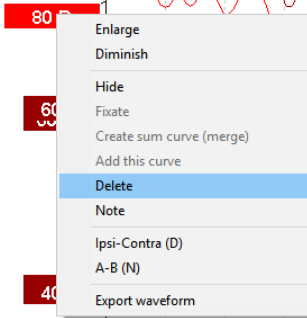 80
1
Enlarge
Diminish
Hide
60
Fixate
Create sum curve (merge)
Add this curve
Delete
Note
Ipsi-Contra (D)
A-B (N)
40
Export waveform